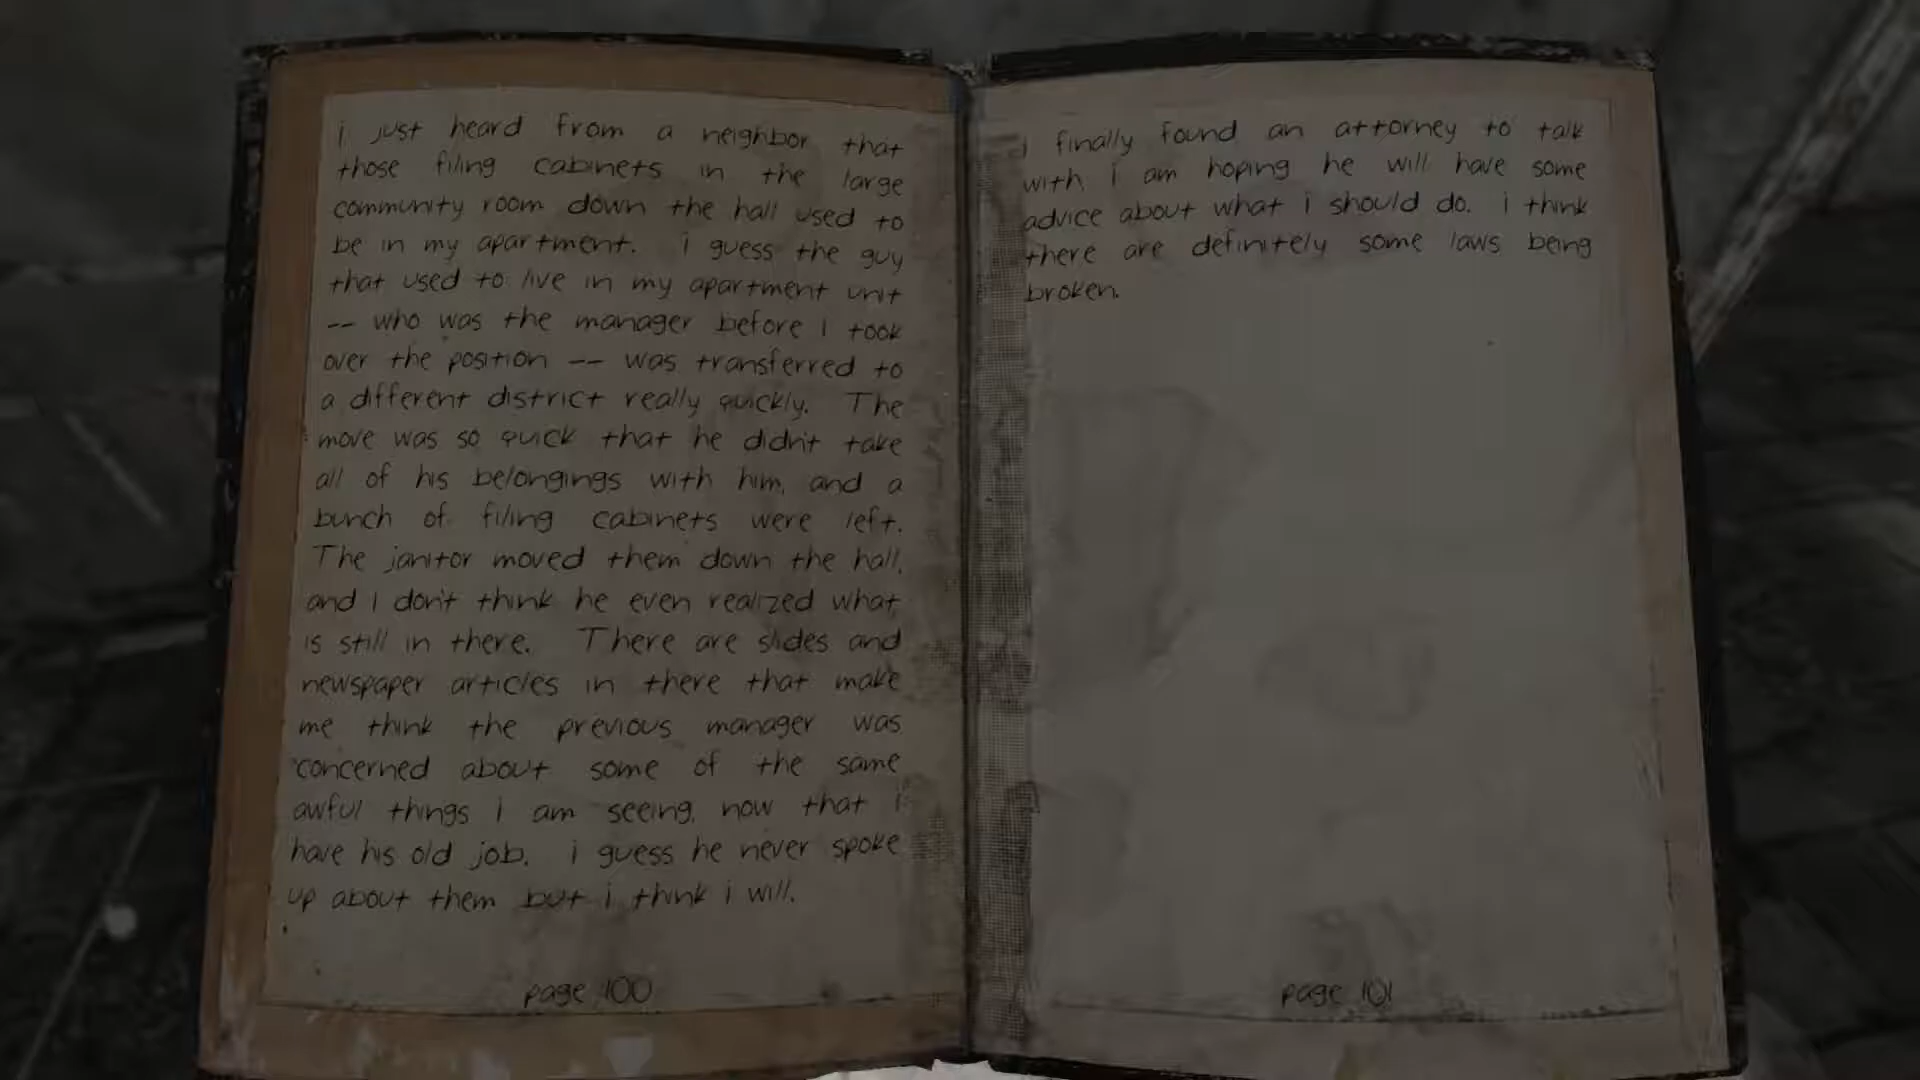 i just heard from a neighbor that
those filing cabinets in the large
community room down the hall used to
be in my apartment. i guess the guy
that used to live in my apartment unit
-- who was the manager before i took
over the position -- was transferred to
a different district really quickly. The
move was so quick that he didn't take
all of his belongings with him, and a
bunch of filing cabinets were left.
The janitor moved them down the hall,
and i don't think he even realized what
is still in there. There are slides and
newspaper articles in there that make
me think the previous manager was
concerned about some of the same
awful things i am seeing, now that i
have his old job. i guess he never spoke
up about them but i think i will.
page 100
i finally found an attorney to talk
with i am hoping he will have some
advice about what i should do. i think
there are definitely some laws being
broken.
page 101